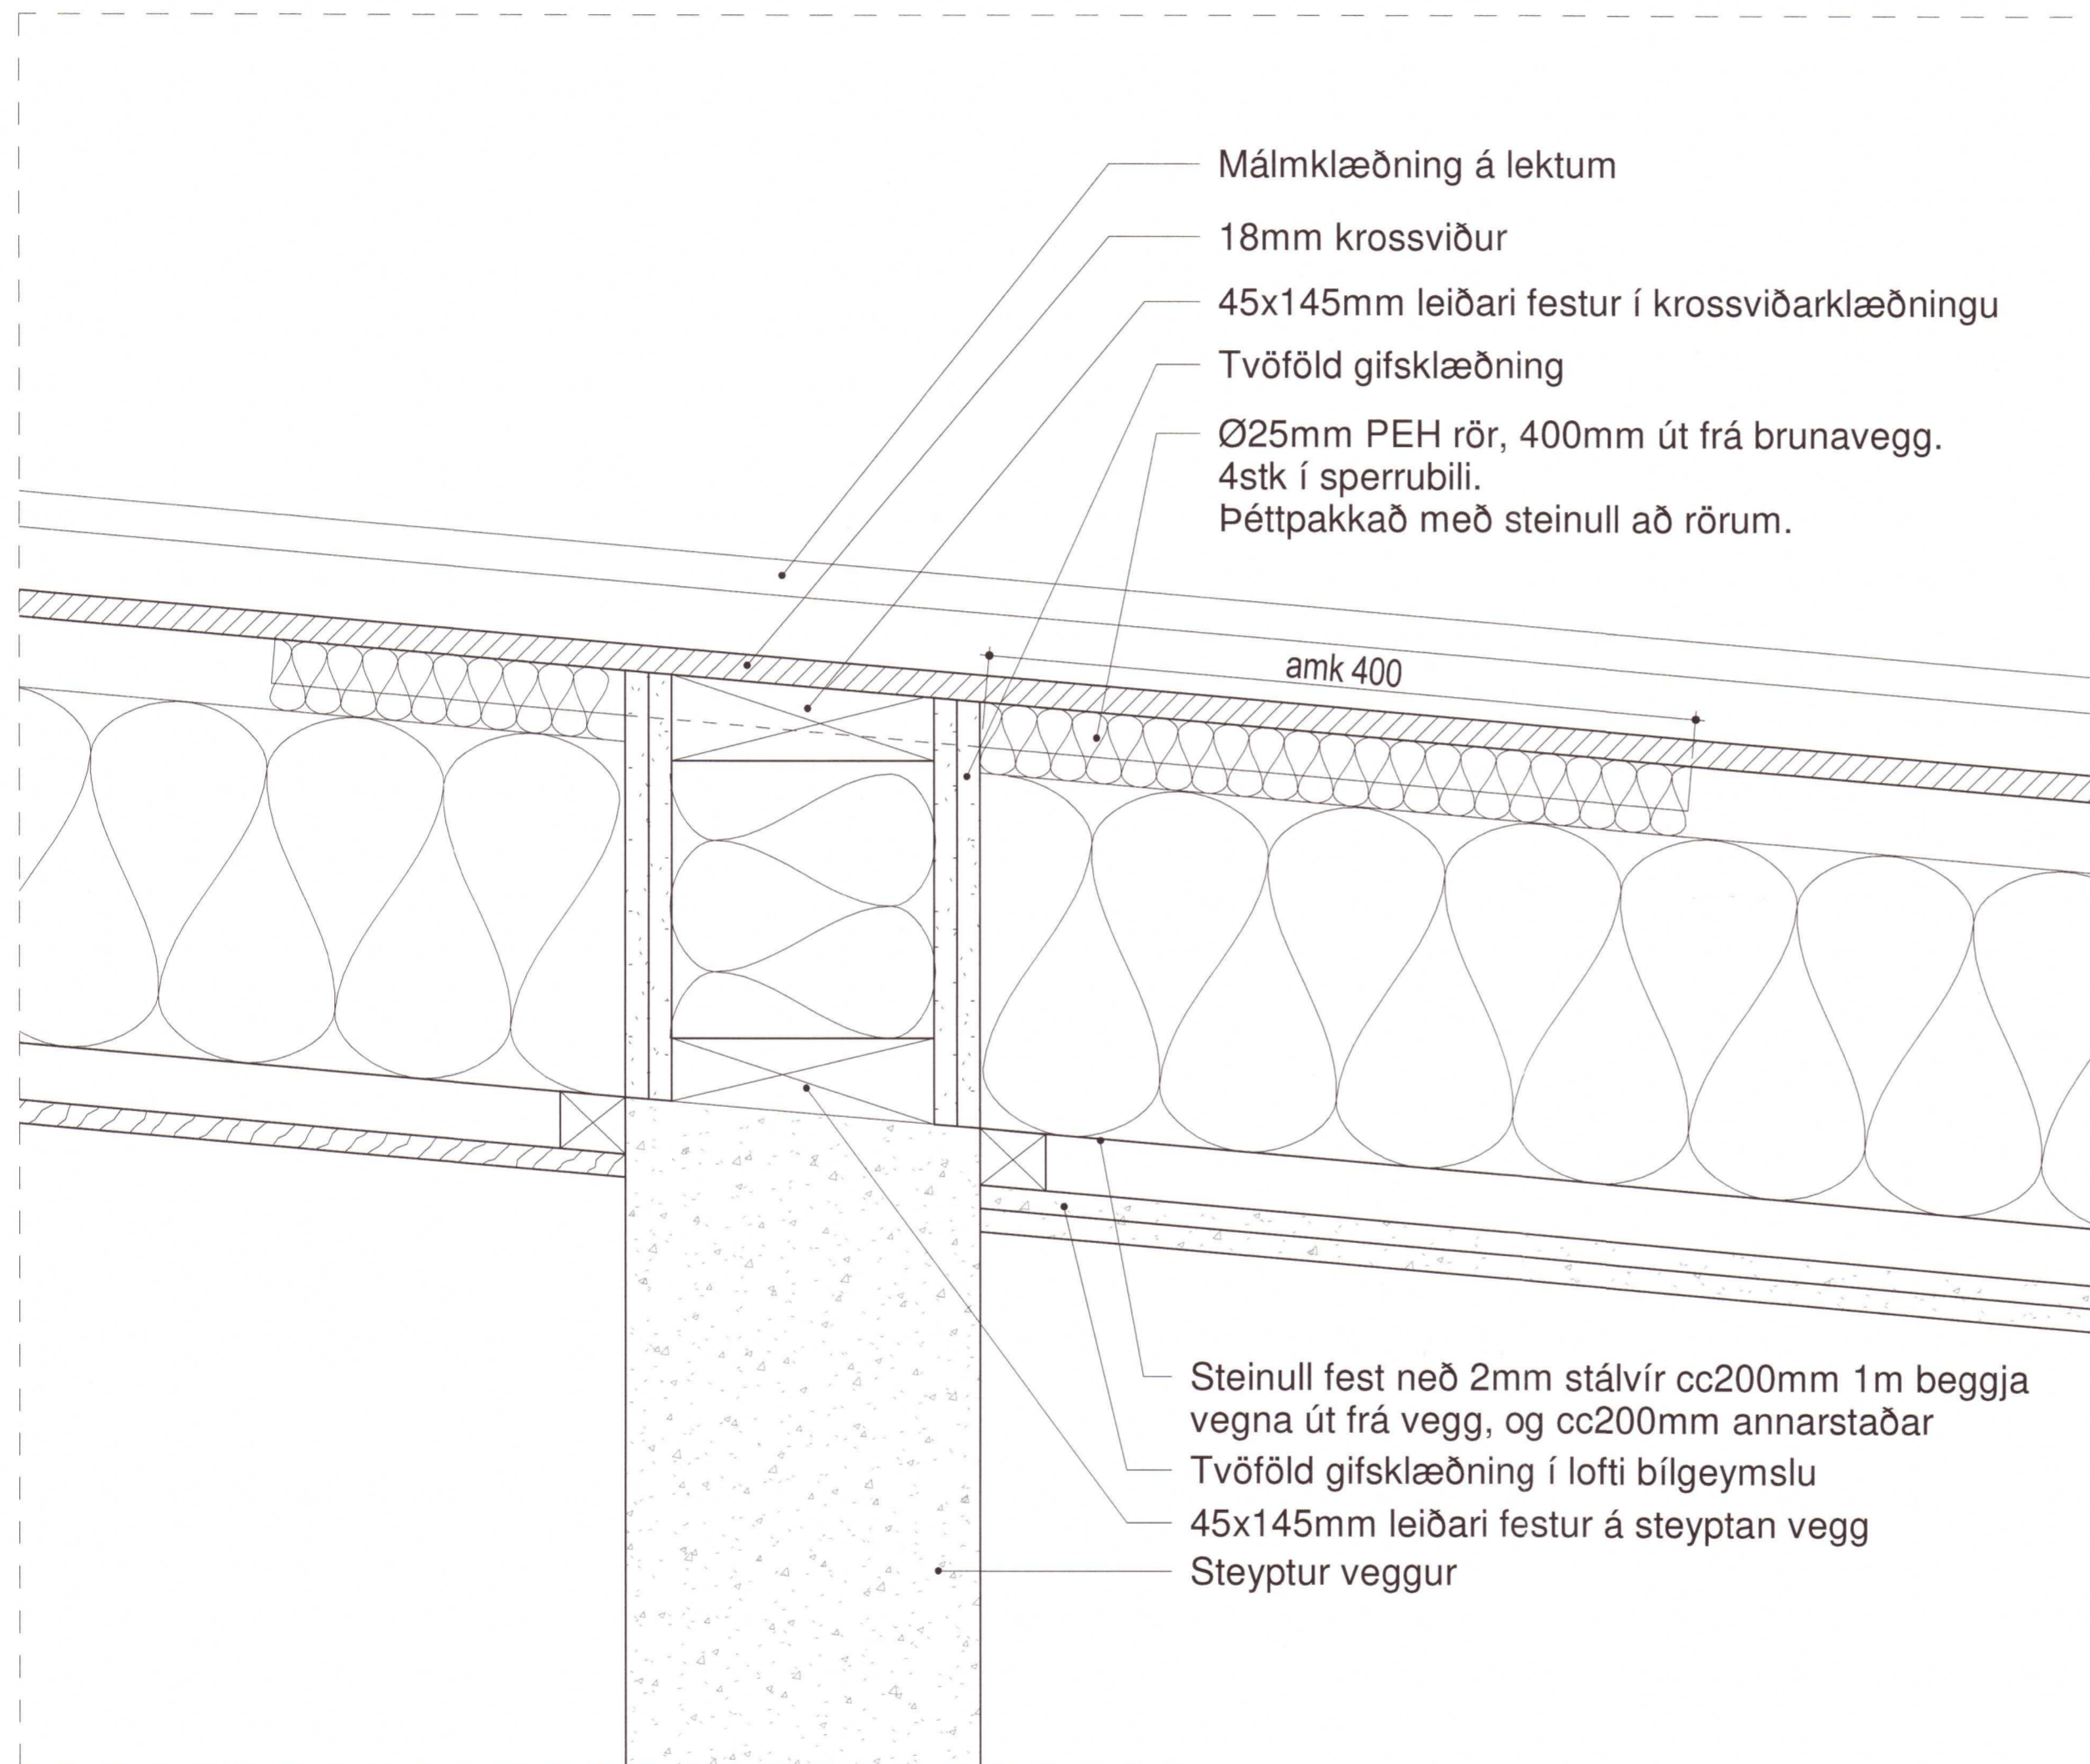 Málmklæðning á lektum
18mm krossviður
45x145mm leiðari festur í krossviðarklæðningu
Tvöföld gifsklæðning
Ø25mm PEH rör, 400mm út frá brunavegg.
4stk í sperrubili.
Þéttpakkað með steinull að rörum.
amk 400
Steinull fest neð 2mm stálvír cc200mm 1m beggja
vegna út frá vegg, og cc200mm annarstaðar
Tvöföld gifsklæðning í lofti bílgeymslu
45x145mm leiðari festur á steyptan vegg
Steyptur veggur